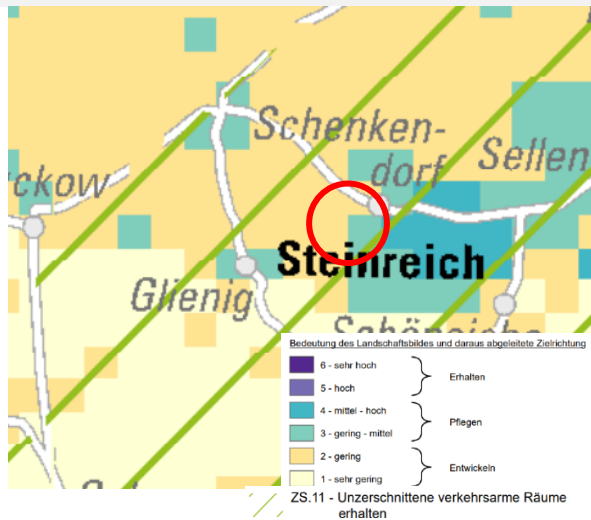 Schenken-
dorf
Sellen
ckow
Steinreich
Glienig
Bedeutung des Landschaftsbildes und daraus abgeleitete Zielrichtung
6 - sehr hoch
5 - hoch
Erhalten
4 - mittel - hoch
3 - gering - mittel
Pflegen
2 - gering
1 - sehr gering
Entwickeln
ZS.11 - Unzerschnittene verkehrsarme Räume
erhalten